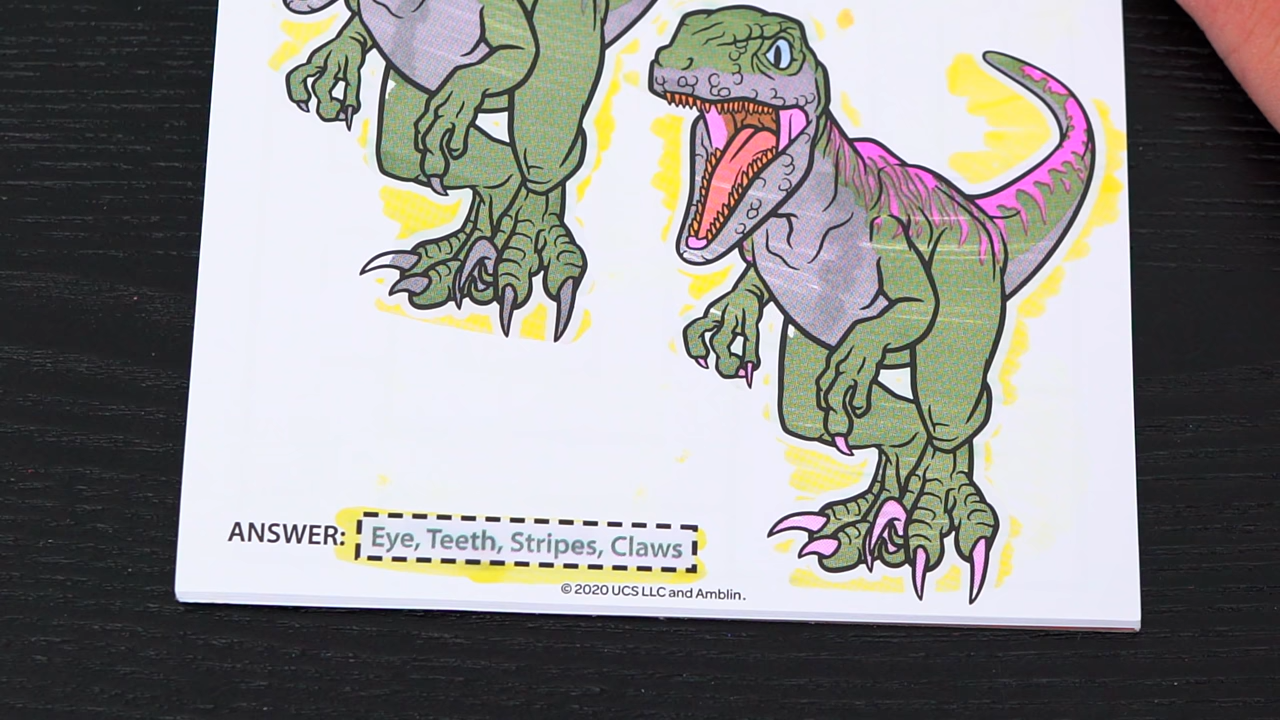 ANSWER: Eye, Teeth, Stripes, Claws
© 2020 UCS LLC and Amblin.